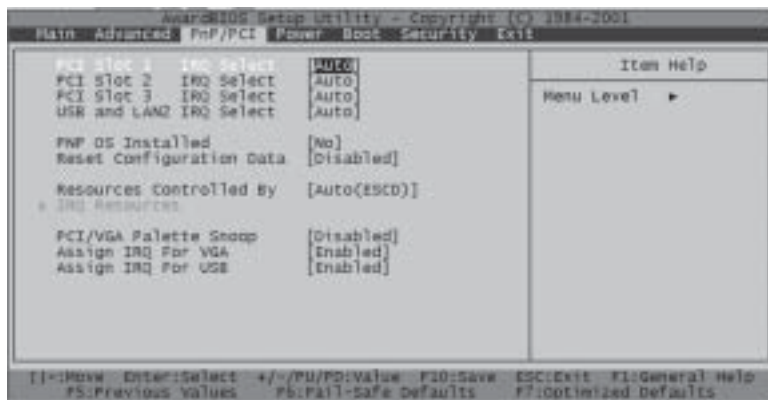 AwardBIOS Setup Utility - Copyright (C) 1984-2001
Main Advanced PnP/PCI Power Boot Security Exit
PCI Slot 1 IRQ Select [Auto]
PCI Slot 2 IRQ Select [Auto]
PCI Slot 3 IRQ Select [Auto]
USB and LAN2 IRQ Select [Auto]
PNP OS Installed [No]
Reset Configuration Data [Disabled]
Resources Controlled By [Auto(ESCD)]
IRQ Resources
PCI/VGA Palette Snoop [Disabled]
Assign IRQ For VGA [Enabled]
Assign IRQ For USB [Enabled]
Item Help
Menu Level ►
:Move Enter:Select +/-/PU/PD:Value F10:Save ESC:Exit F1:General Help
F5:Previous Values F6:Fail-Safe Defaults F7:Optimized Defaults